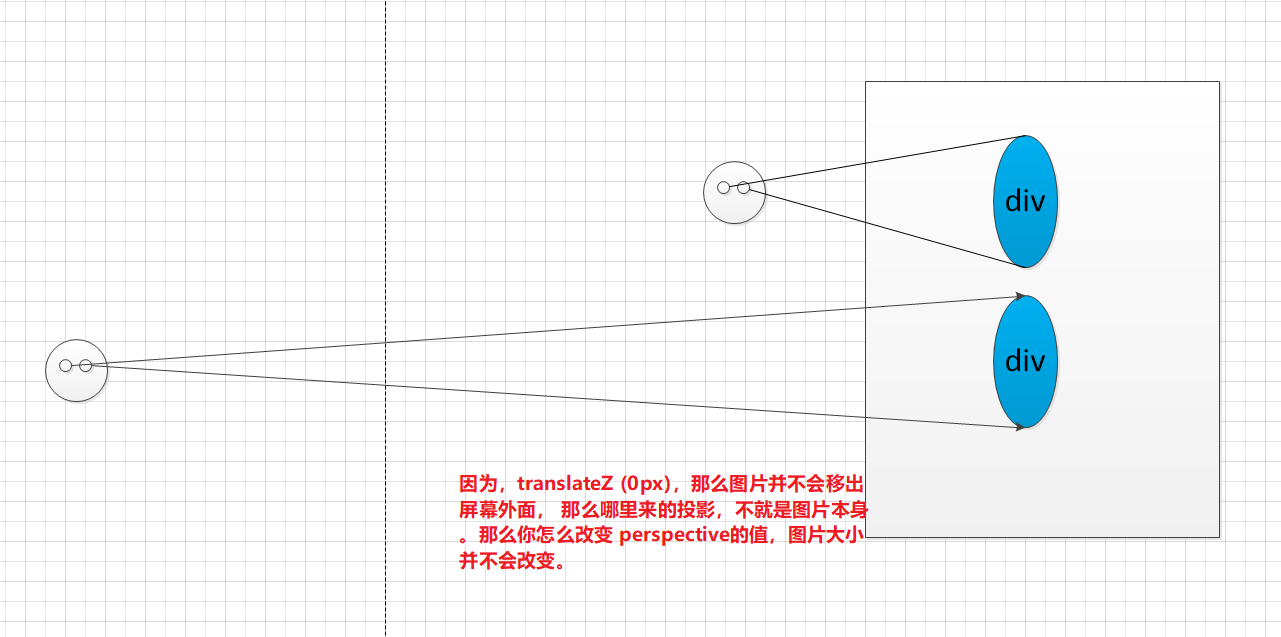 div
div
因为，translateZ (0px)，那么图片并不会移出
屏幕外面， 那么哪里来的投影，不就是图片本身
。那么你怎么改变 perspective的值，图片大小
并不会改变。